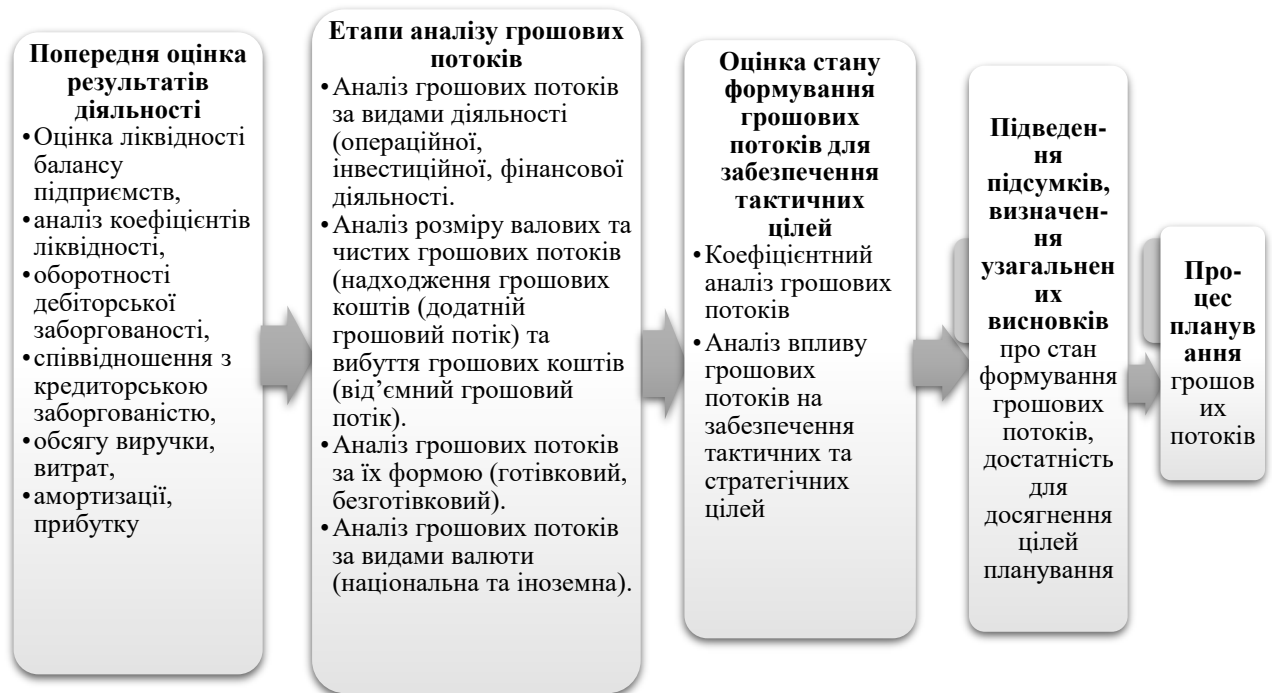 Попередня оцінка
результатів
діяльності
•Оцінка ліквідності
балансу
підприємств,
•аналіз коефіцієнтів
ліквідності,
•оборотності
дебіторської
заборгованості,
•співвідношення з
кредиторською
заборгованістю,
•обсягу виручки,
витрат,
•амортизації,
прибутку
Етапи аналізу грошових
потоків
•Аналіз грошових потоків
за видами діяльності
(операційної,
інвестиційної, фінансової
діяльності.
•Аналіз розміру валових та
чистих грошових потоків
(надходження грошових
коштів (додатній
грошовий потік) та
вибуття грошових коштів
(від’ємний грошовий
потік).
•Аналіз грошових потоків
за їх формою (готівковий,
безготівковий).
•Аналіз грошових потоків
за видами валюти
(національна та іноземна).
Оцінка стану
формування
грошових
потоків для
забезпечення
тактичних
цілей
•Коефіцієнтний
аналіз грошових
потоків
•Аналіз впливу
грошових
потоків на
забезпечення
тактичних та
стратегічних
цілей
Підведен-
ня
підсумків,
визначен-
ня
узагальнен
их
висновків
про стан
формування
грошових
потоків,
достатність
для
досягнення
цілей
планування
Про-
цес
планув
ання
грошов
их
потоків